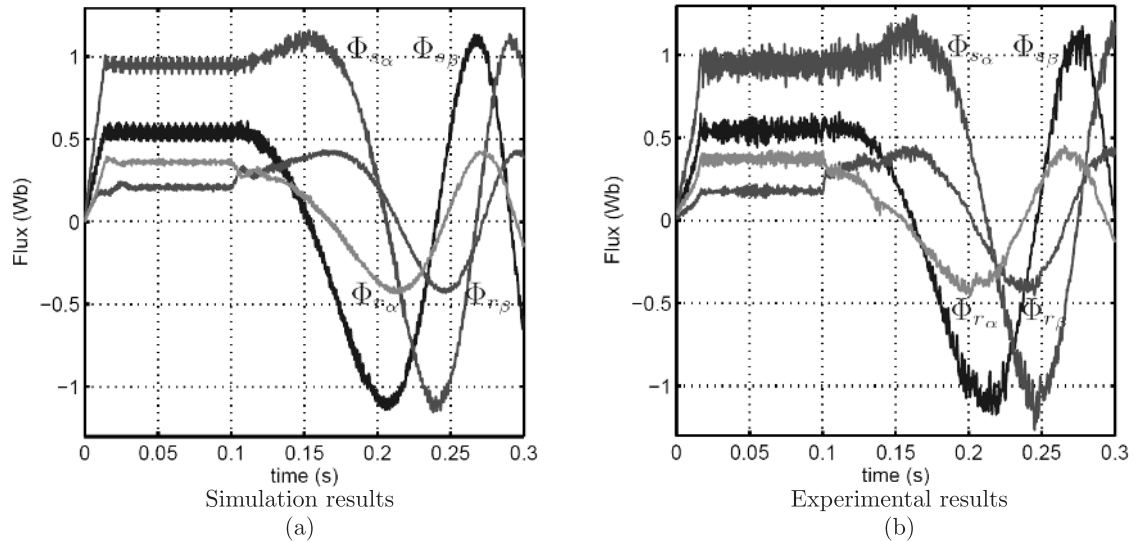 1
0.5
0
−0.5
−1
Flux (Wb)
Φsα
Φsβ
Φrα
Φrβ
0 0.05 0.1 0.15 0.2 0.25 0.3
time (s)
Simulation results
(a)
1
0.5
0
−0.5
−1
Flux (Wb)
Φsα
Φsβ
Φrα
Φrβ
0 0.05 0.1 0.15 0.2 0.25 0.3
time (s)
Experimental results
(b)